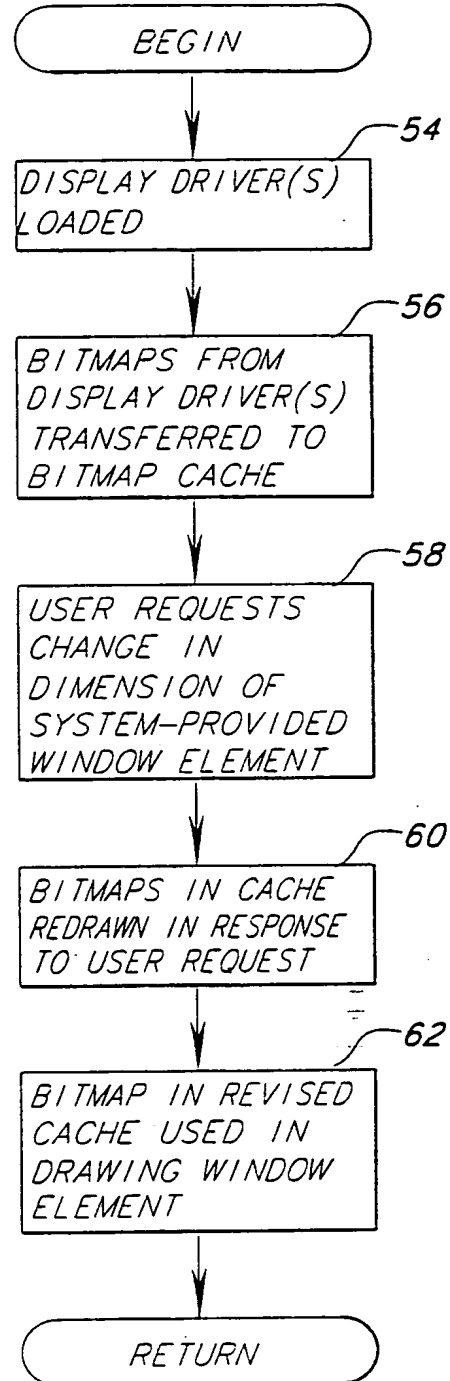 BEGIN
54
DISPLAY DRIVER(S)
LOADED
56
BITMAPS FROM
DISPLAY DRIVER(S)
TRANSFERRED TO
BITMAP CACHE
58
USER REQUESTS
CHANGE IN
DIMENSION OF
SYSTEM-PROVIDED
WINDOW ELEMENT
60
BITMAPS IN CACHE
REDRAWN IN RESPONSE
TO USER REQUEST
62
BITMAP IN REVISED
CACHE USED IN
DRAWING WINDOW
ELEMENT
RETURN